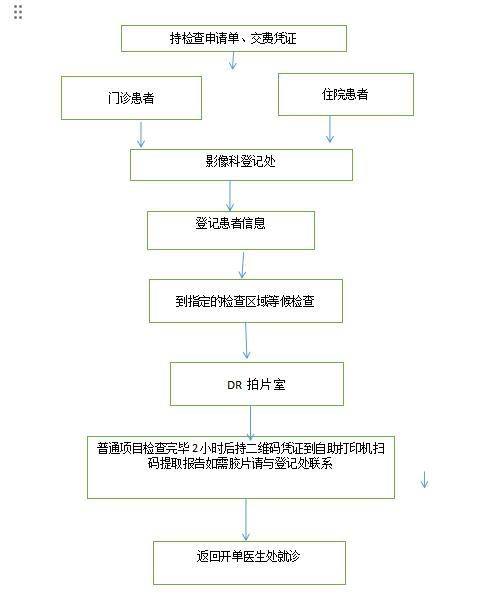 持检查申请单、交费凭证
门诊患者
住院患者
影像科登记处
登记患者信息
到指定的检查区域等候检查
DR 拍片室
普通项目检查完毕 2 小时后持二维码凭证到自助打印机扫
码提取报告如需胶片请与登记处联系
返回开单医生处就诊